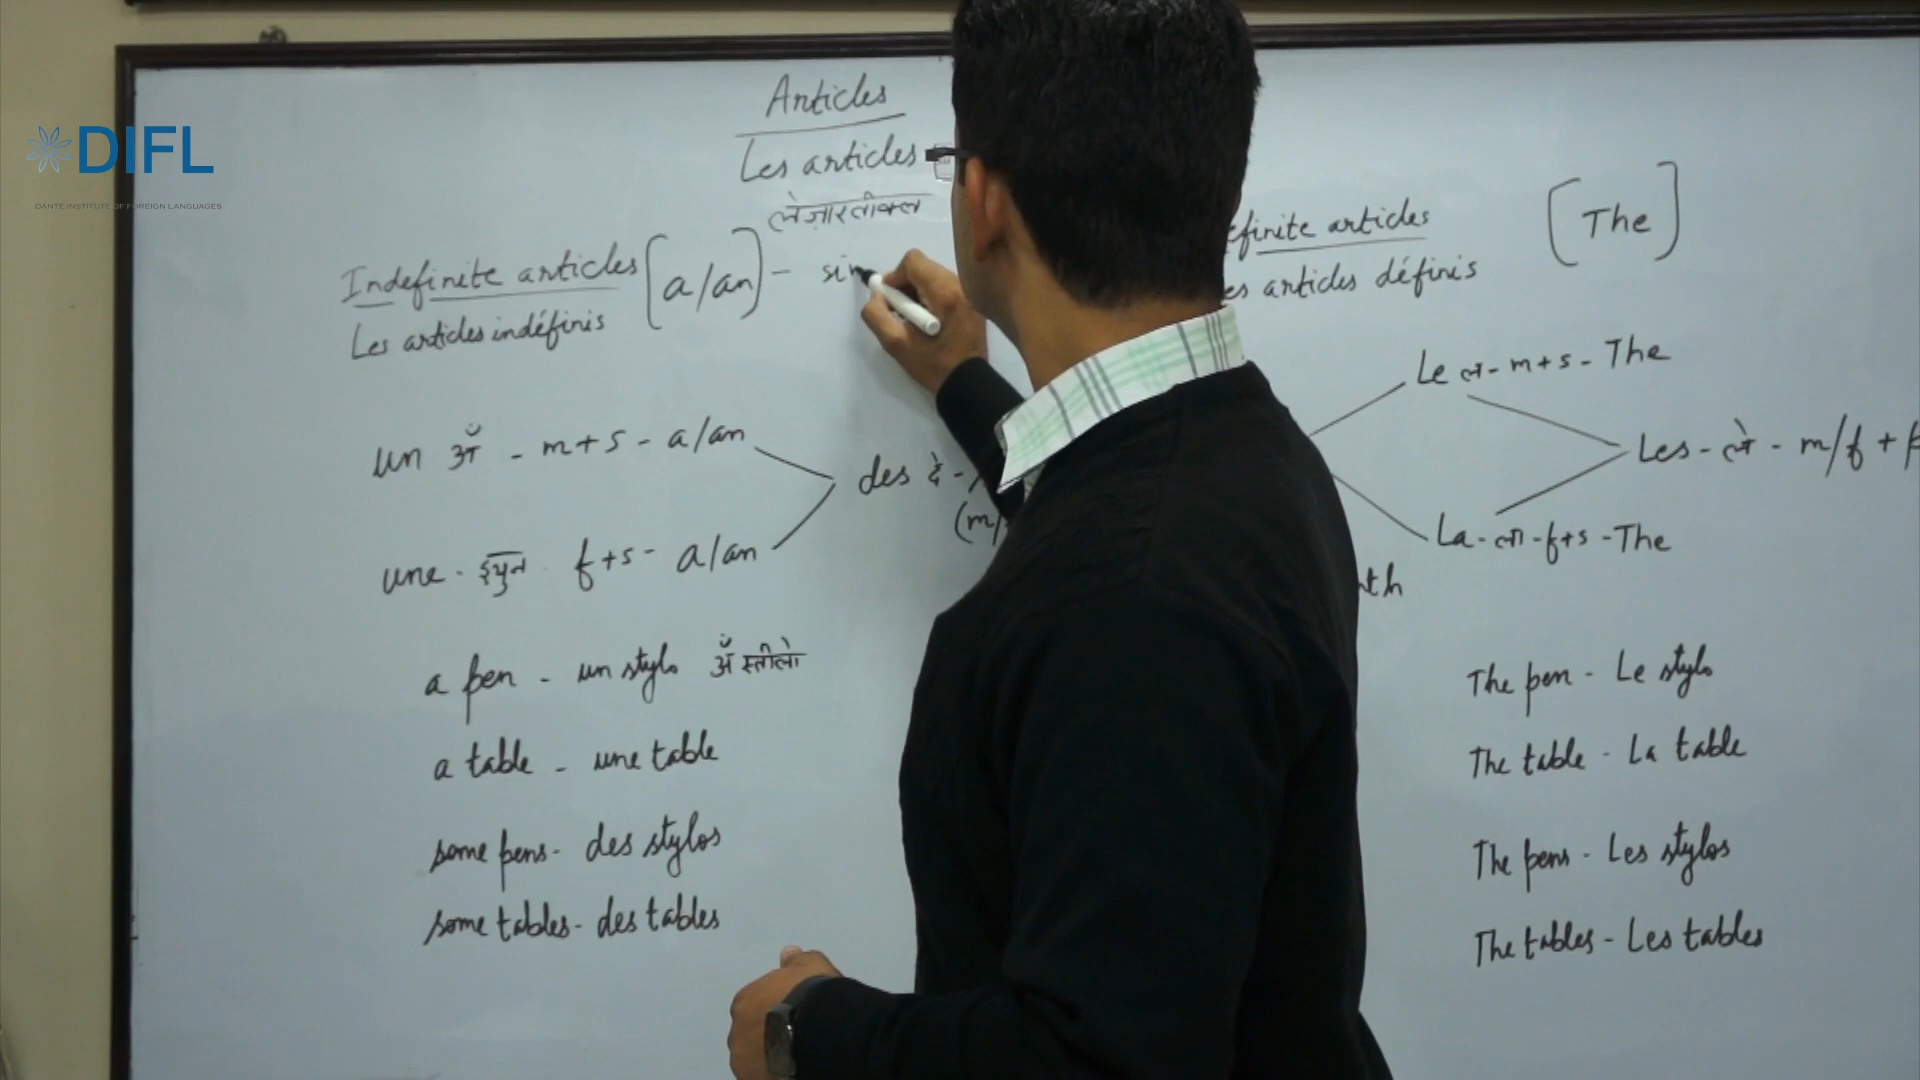 DIFL
DANTE INSTITUTE OF FOREIGN LANGUAGES
Articles
Les articles
लेज़ारतीक्ल
Indefinite articles [a/an] - sin
Les articles indéfinis
un अँ - m+s - a/an
des दे -
(m/
une - इयुन f+s - a/an
a pen - un stylo अँ स्तीलो
a table - une table
some pens - des stylos
some tables - des tables
efinite articles [The]
es articles définis
Le ल - m+s - The
Les - ले - m/f + p
La - ला - f+s - The
th
The pen - Le stylo
The table - La table
The pens - Les stylos
The tables - Les tables